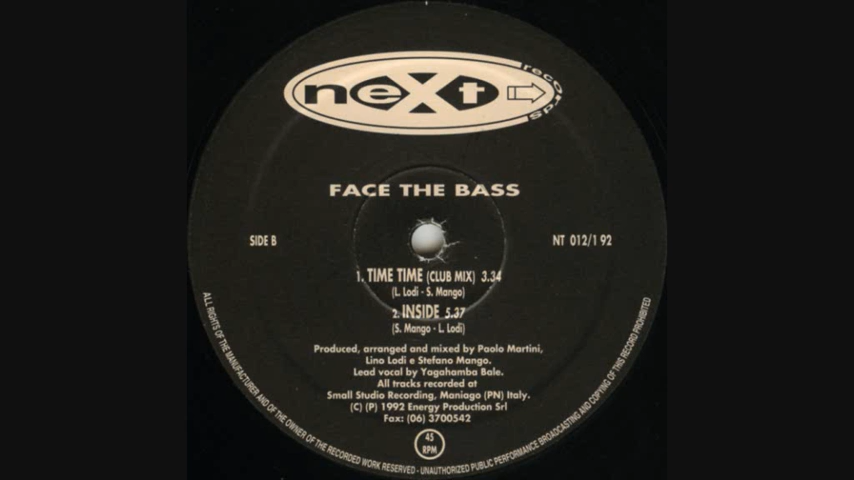 neXt
records
FACE THE BASS
SIDE B
NT 012/1 92
1. TIME TIME (CLUB MIX) 3.34
(L. Lodi - S. Mango)
2. INSIDE 5.37
(S. Mango - L. Lodi)
Produced, arranged and mixed by Paolo Martini,
Lino Lodi e Stefano Mango.
Lead vocal by Yagahamba Bale.
All tracks recorded at
Small Studio Recording, Maniago (PN) Italy.
(C) (P) 1992 Energy Production Srl
Fax: (06) 3700542
45
RPM
ALL RIGHTS OF THE MANUFACTURER AND OF THE OWNER OF THE RECORDED WORK RESERVED - UNAUTHORIZED PUBLIC PERFORMANCE BROADCASTING AND COPYING OF THIS RECORD PROHIBITED